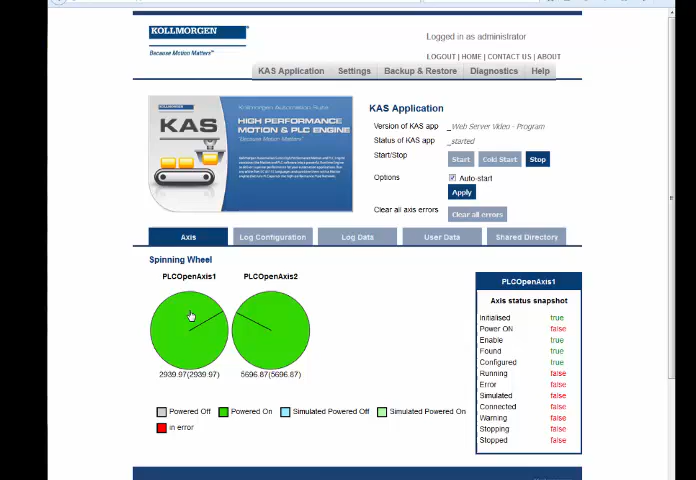 KOLLMORGEN
Because Motion Matters™
Logged in as administrator
LOGOUT | HOME | CONTACT US | ABOUT
KAS Application Settings Backup & Restore Diagnostics Help
KAS
HIGH PERFORMANCE
MOTION & PLC ENGINE
"Because Motion Matters"
KAS Application
Version of KAS app _Web Server Video - Program
Status of KAS app _started
Start/Stop Start Cold Start Stop
Options Auto-start
Apply
Clear all axis errors Clear all errors
Axis Log Configuration Log Data User Data Shared Directory
Spinning Wheel
PLCOpenAxis1 PLCOpenAxis2
2939.97(2939.97) 5696.87(5696.87)
Powered Off Powered On Simulated Powered Off Simulated Powered On
in error
PLCOpenAxis1
Axis status snapshot
Initialised true
Power ON false
Enable true
Found true
Configured true
Running false
Error false
Simulated false
Connected false
Warning false
Stopping false
Stopped false